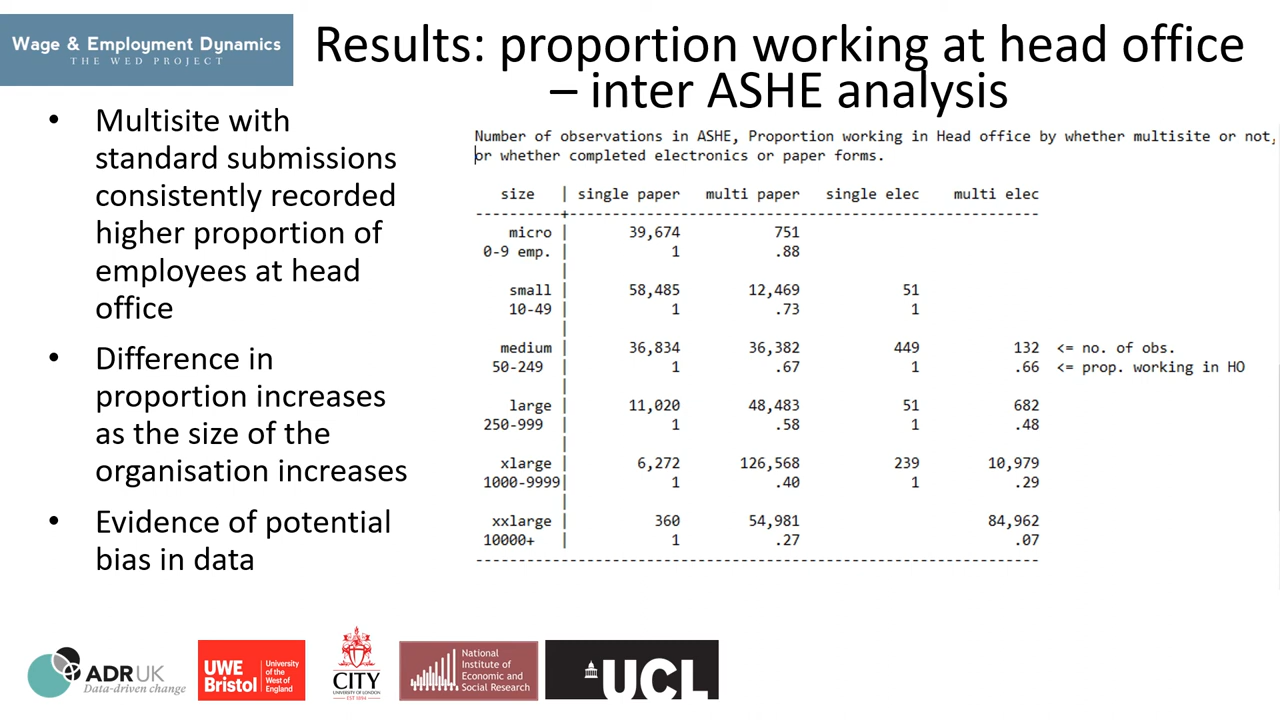 Wage & Employment Dynamics
THE WED PROJECT
Results: proportion working at head office
– inter ASHE analysis
• Multisite with
standard submissions
consistently recorded
higher proportion of
employees at head
office
• Difference in
proportion increases
as the size of the
organisation increases
• Evidence of potential
bias in data
Number of observations in ASHE, Proportion working in Head office by whether multisite or not,
or whether completed electronics or paper forms.
size | single paper multi paper single elec multi elec
micro | 39,674 751
0-9 emp. | 1 .88
small | 58,485 12,469 51
10-49 | 1 .73 1
medium | 36,834 36,382 449 132 <= no. of obs.
50-249 | 1 .67 1 .66 <= prop. working in HO
large | 11,020 48,483 51 682
250-999 | 1 .58 1 .48
xlarge | 6,272 126,568 239 10,979
1000-9999| 1 .40 1 .29
xxlarge | 360 54,981 84,962
10000+ | 1 .27 .07
ADR UK
Data-driven change
UWE
Bristol
University
of the
West of
England
CITY
UNIVERSITY OF LONDON
EST 1894
National
Institute of
Economic and
Social Research
UCL